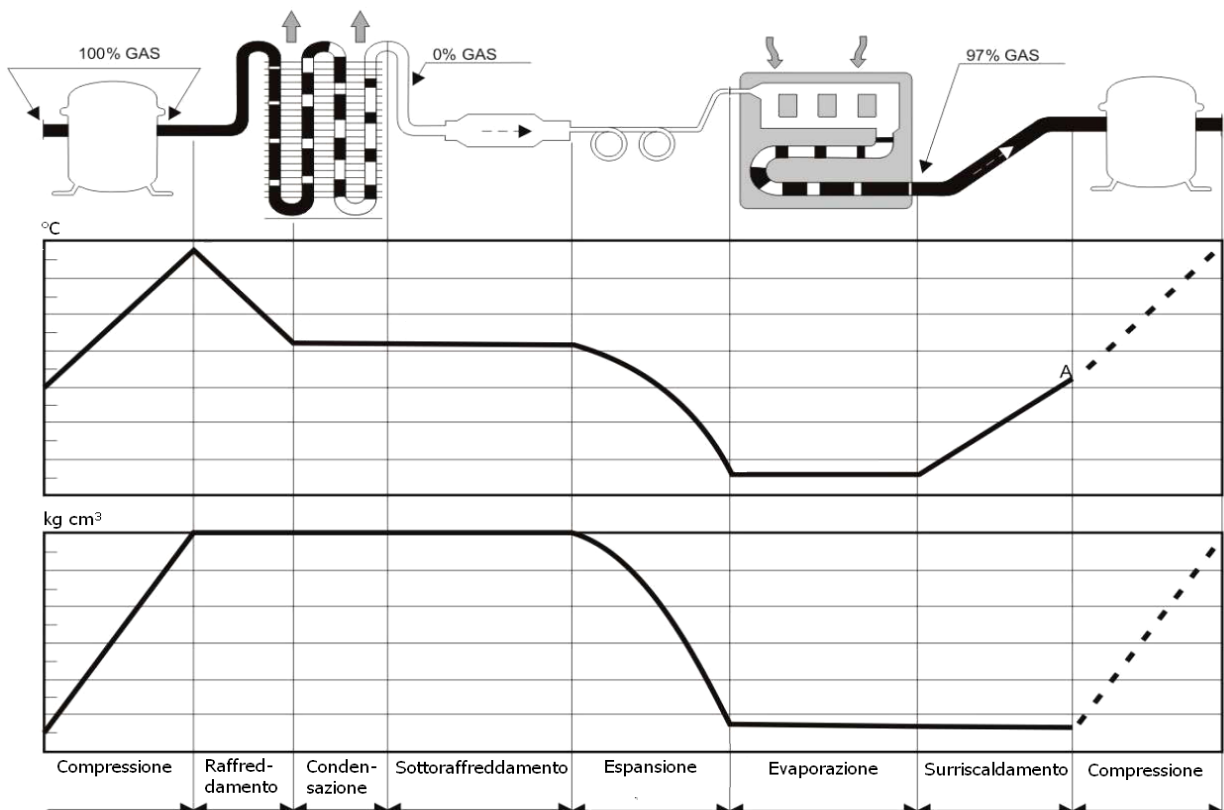 100% GAS
0% GAS
97% GAS
°C
A
kg cm³
Compressione
Raffred-
damento
Conden-
sazione
Sottoraffreddamento
Espansione
Evaporazione
Surriscaldamento
Compressione